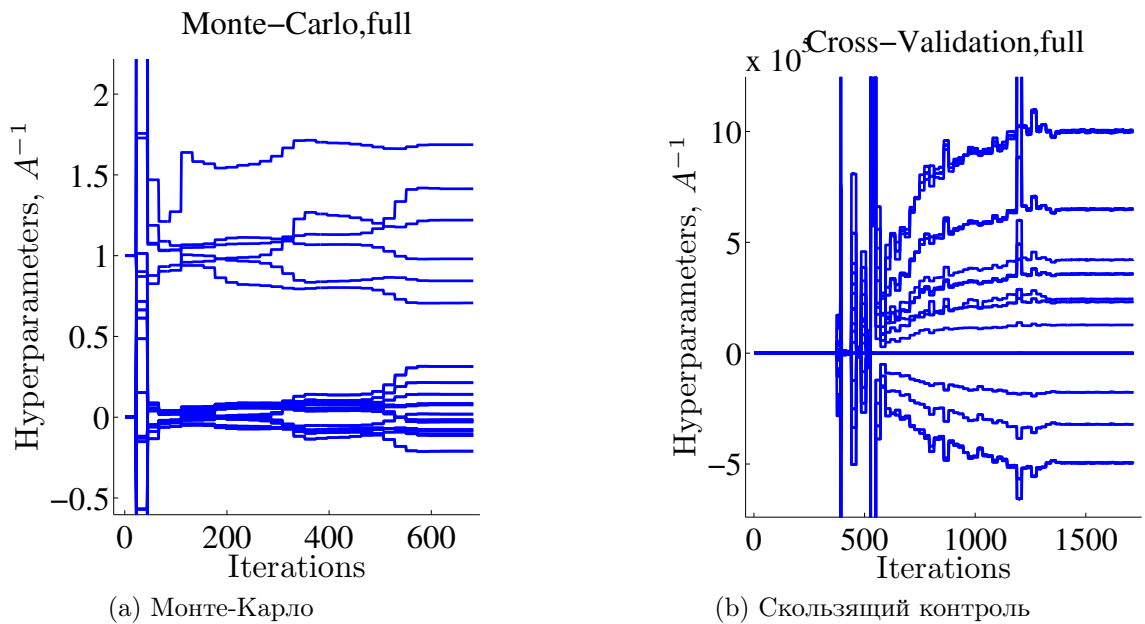 Monte−Carlo,full
Hyperparameters, A⁻¹
2
1.5
1
0.5
0
−0.5
0
200
400
600
Iterations
(a) Монте-Карло
Cross−Validation,full
x 10⁵
Hyperparameters, A⁻¹
10
5
0
−5
0
500
1000
1500
Iterations
(b) Скользящий контроль